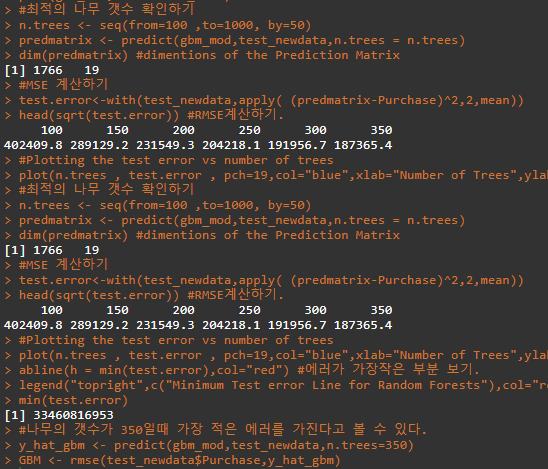 > #최적의 나무 갯수 확인하기
> n.trees <- seq(from=100 ,to=1000, by=50)
> predmatrix <- predict(gbm_mod,test_newdata,n.trees = n.trees)
> dim(predmatrix) #dimentions of the Prediction Matrix
[1] 1766   19
> #MSE 계산하기
> test.error<-with(test_newdata,apply( (predmatrix-Purchase)^2,2,mean))
> head(sqrt(test.error)) #RMSE계산하기.
     100      150      200      250      300      350
402409.8 289129.2 231549.3 204218.1 191956.7 187365.4
> #Plotting the test error vs number of trees
> plot(n.trees , test.error , pch=19,col="blue",xlab="Number of Trees",ylab
> #최적의 나무 갯수 확인하기
> n.trees <- seq(from=100 ,to=1000, by=50)
> predmatrix <- predict(gbm_mod,test_newdata,n.trees = n.trees)
> dim(predmatrix) #dimentions of the Prediction Matrix
[1] 1766   19
> #MSE 계산하기
> test.error<-with(test_newdata,apply( (predmatrix-Purchase)^2,2,mean))
> head(sqrt(test.error)) #RMSE계산하기.
     100      150      200      250      300      350
402409.8 289129.2 231549.3 204218.1 191956.7 187365.4
> #Plotting the test error vs number of trees
> plot(n.trees , test.error , pch=19,col="blue",xlab="Number of Trees",ylab
> abline(h = min(test.error),col="red") #에러가 가장작은 부분 보기.
> legend("topright",c("Minimum Test error Line for Random Forests"),col="re
> min(test.error)
[1] 33460816953
> #나무의 갯수가 350일때 가장 적은 에러를 가진다고 볼 수 있다.
> y_hat_gbm <- predict(gbm_mod,test_newdata,n.trees=350)
> GBM <- rmse(test_newdata$Purchase,y_hat_gbm)